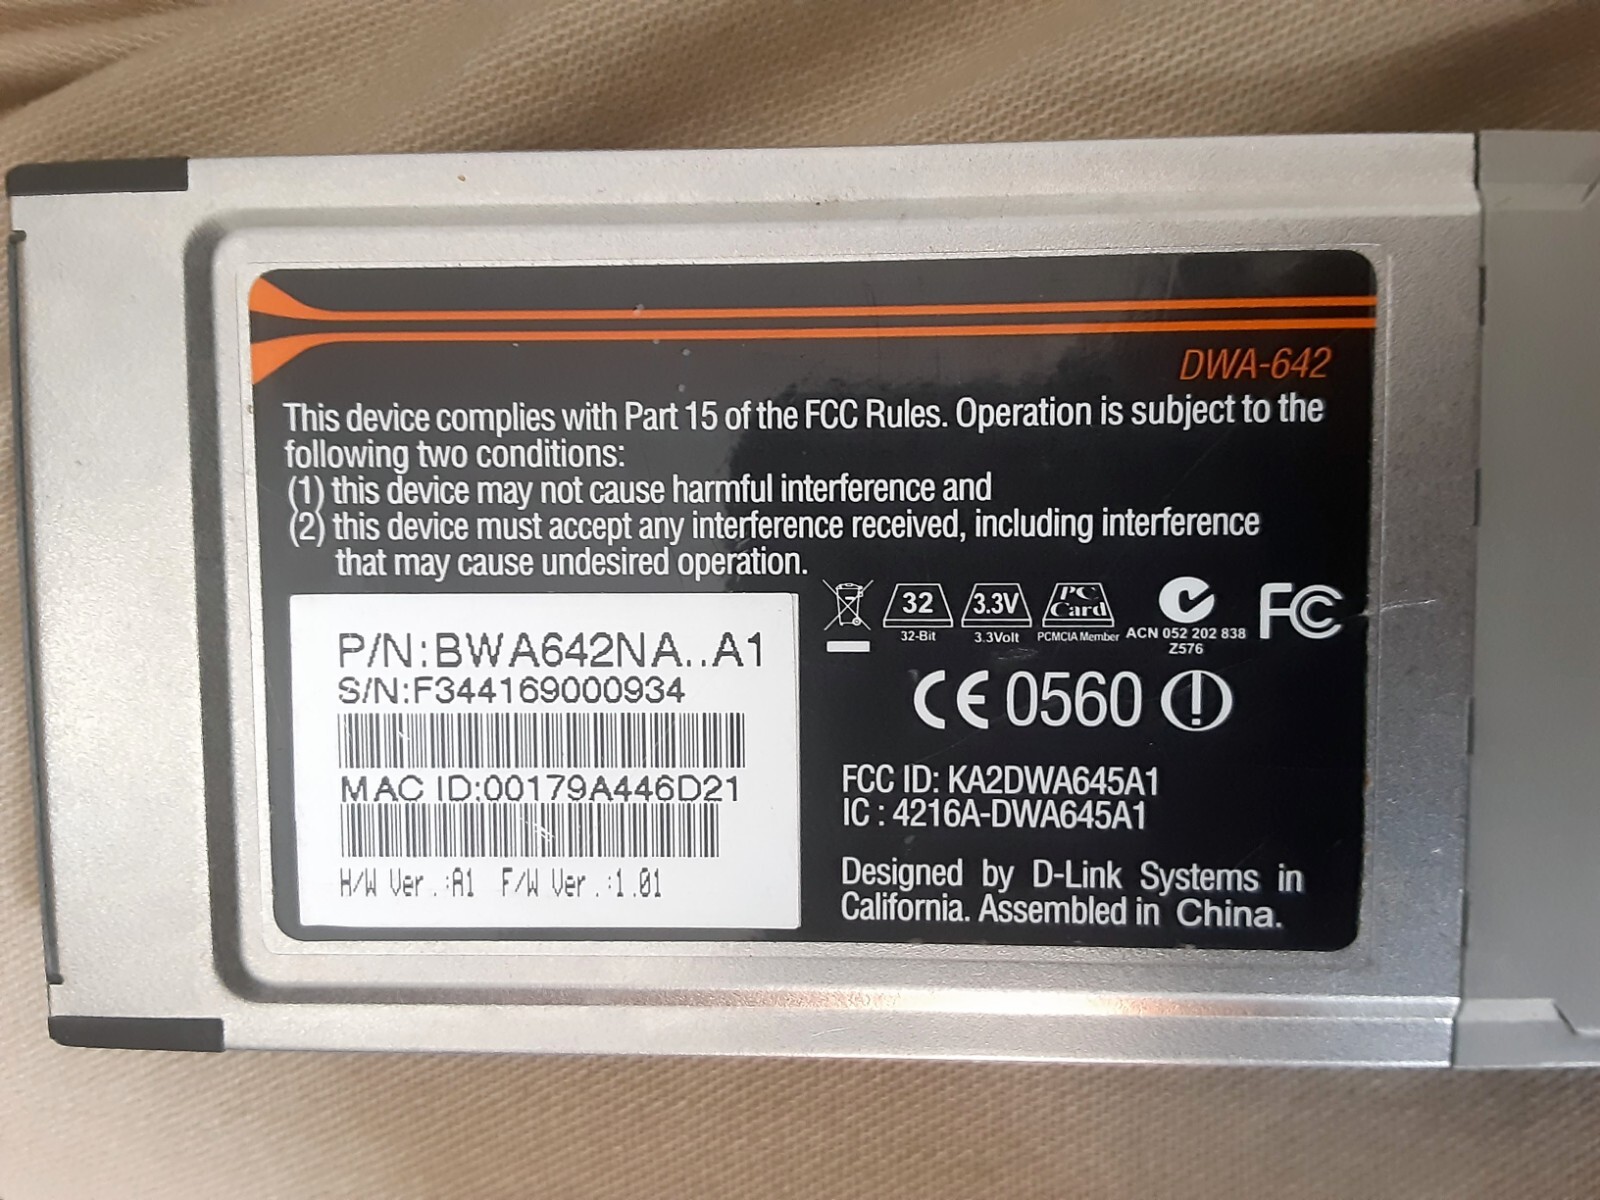 DWA-642
This device complies with Part 15 of the FCC Rules. Operation is subject to the
following two conditions:
(1) this device may not cause harmful interference and
(2) this device must accept any interference received, including interference
that may cause undesired operation.
P/N:BWA642NA..A1
S/N:F344169000934
MAC ID:00179A446D21
H/W Ver.:A1 F/W Ver.:1.01
32
32-Bit
3.3V
3.3Volt
PC
Card
PCMCIA Member
ACN 052 202 838
Z576
FC
CE 0560
FCC ID: KA2DWA645A1
IC : 4216A-DWA645A1
Designed by D-Link Systems in
California. Assembled in China.